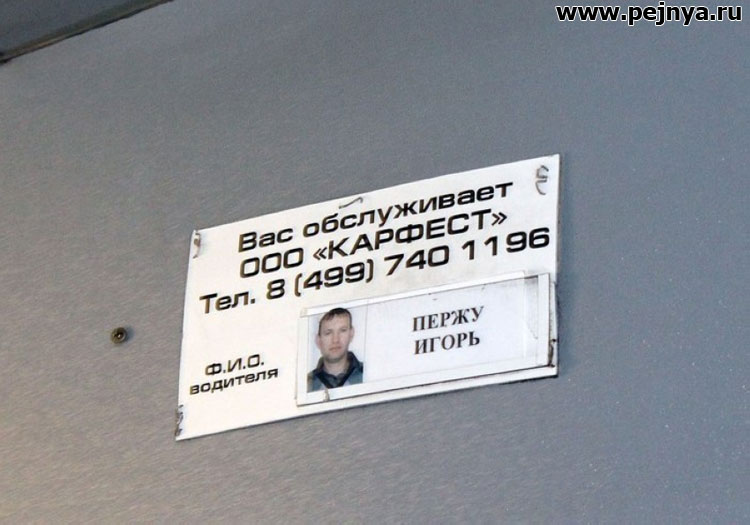 www.pejnya.ru
Вас обслуживает
ООО «КАРФЕСТ»
Тел. 8 (499) 740 1196
ПЕРЖУ
ИГОРЬ
Ф.И.О.
водителя